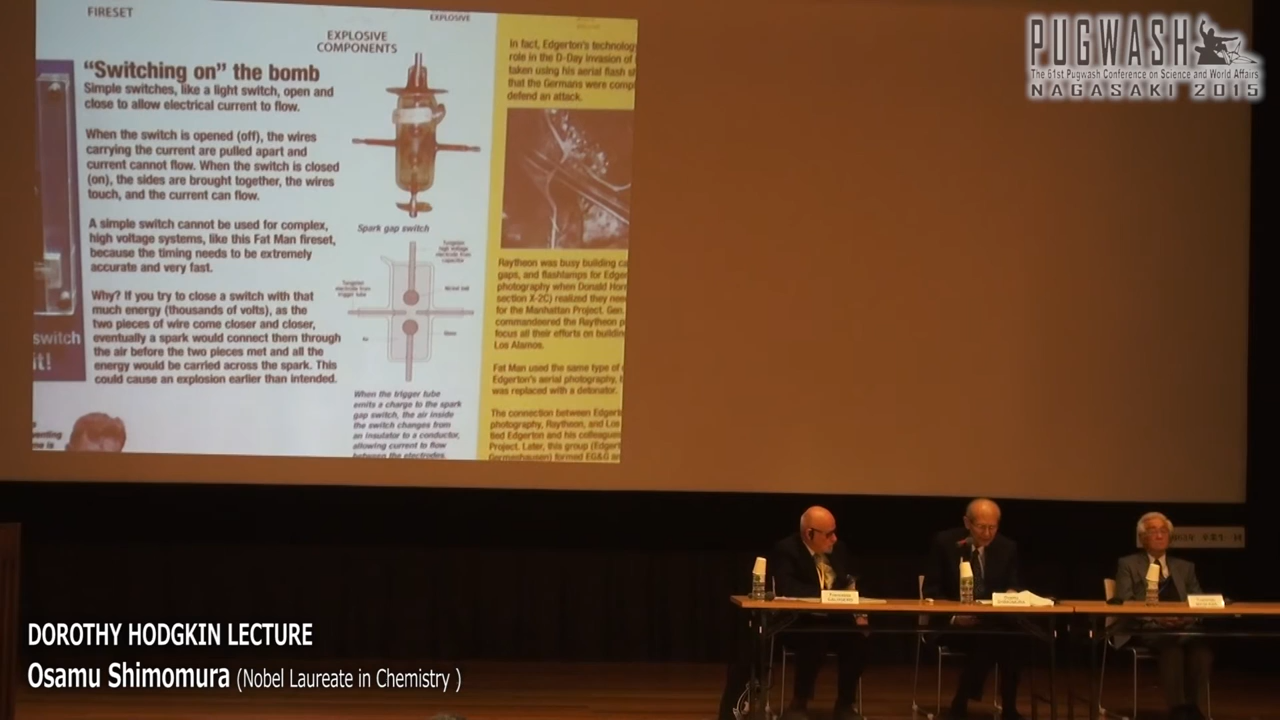 FIRESET
EXPLOSIVE
EXPLOSIVE
COMPONENTS
"Switching on" the bomb
Simple switches, like a light switch, open and
close to allow electrical current to flow.
When the switch is opened (off), the wires
carrying the current are pulled apart and
current cannot flow. When the switch is closed
(on), the sides are brought together, the wires
touch, and the current can flow.
A simple switch cannot be used for complex,
high voltage systems, like this Fat Man fireset,
because the timing needs to be extremely
accurate and very fast.
Why? If you try to close a switch with that
much energy (thousands of volts), as the
two pieces of wire come closer and closer,
eventually a spark would connect them through
the air before the two pieces met and all the
energy would be carried across the spark. This
could cause an explosion earlier than intended.
switch
it!
Spark gap switch
Tungsten
high voltage
electrode from
capacitor
Tungsten
electrode from
trigger tube
When the trigger tube
emits a charge to the spark
gap switch, the air inside
the switch changes from
an insulator to a conductor,
allowing current to flow
between the electrodes.
In fact, Edgerton's technology
role in the D-Day invasion of
taken using his aerial flash
that the Germans were
defend an attack.
Raytheon was busy building
gaps, and flashlamps for
photography when Donald
section X-2C) realized they
for the Manhattan Project. Gen.
commandeered the Raytheon
focus all their efforts on
Los Alamos.
Fat Man used the same type of
Edgerton's aerial photography,
was replaced with a detonator.
The connection between
photography, Raytheon, and Los
tied Edgerton and his
Project. Later, this group
formed EG&G
PUGWASH
The 61st Pugwash Conference on Science and World Affairs
NAGASAKI 2015
DOROTHY HODGKIN LECTURE
Osamu Shimomura (Nobel Laureate in Chemistry )